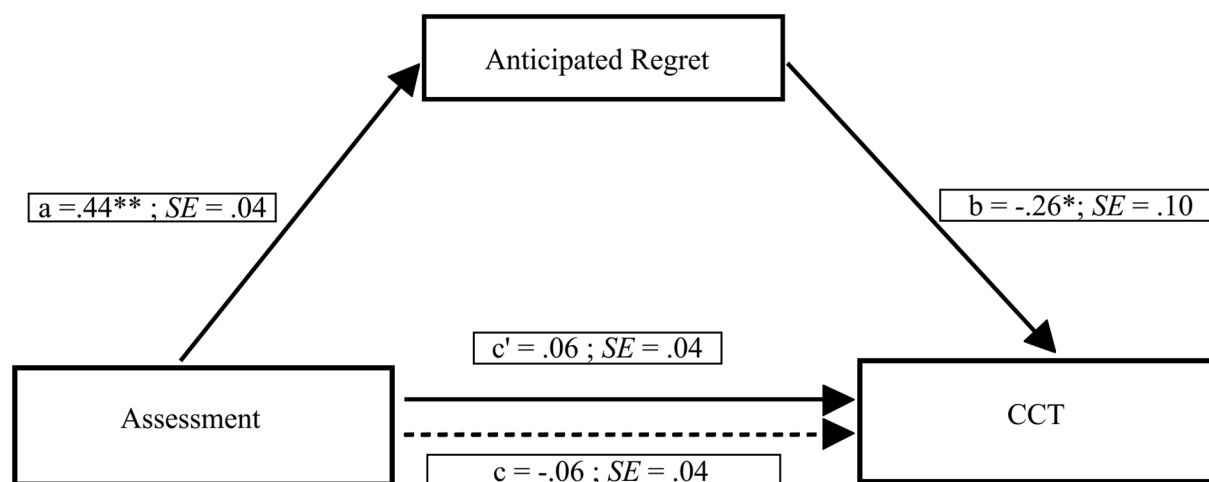 Anticipated Regret
a =.44** ; SE = .04
b = -.26*; SE = .10
c' = .06 ; SE = .04
Assessment
CCT
c = -.06 ; SE = .04